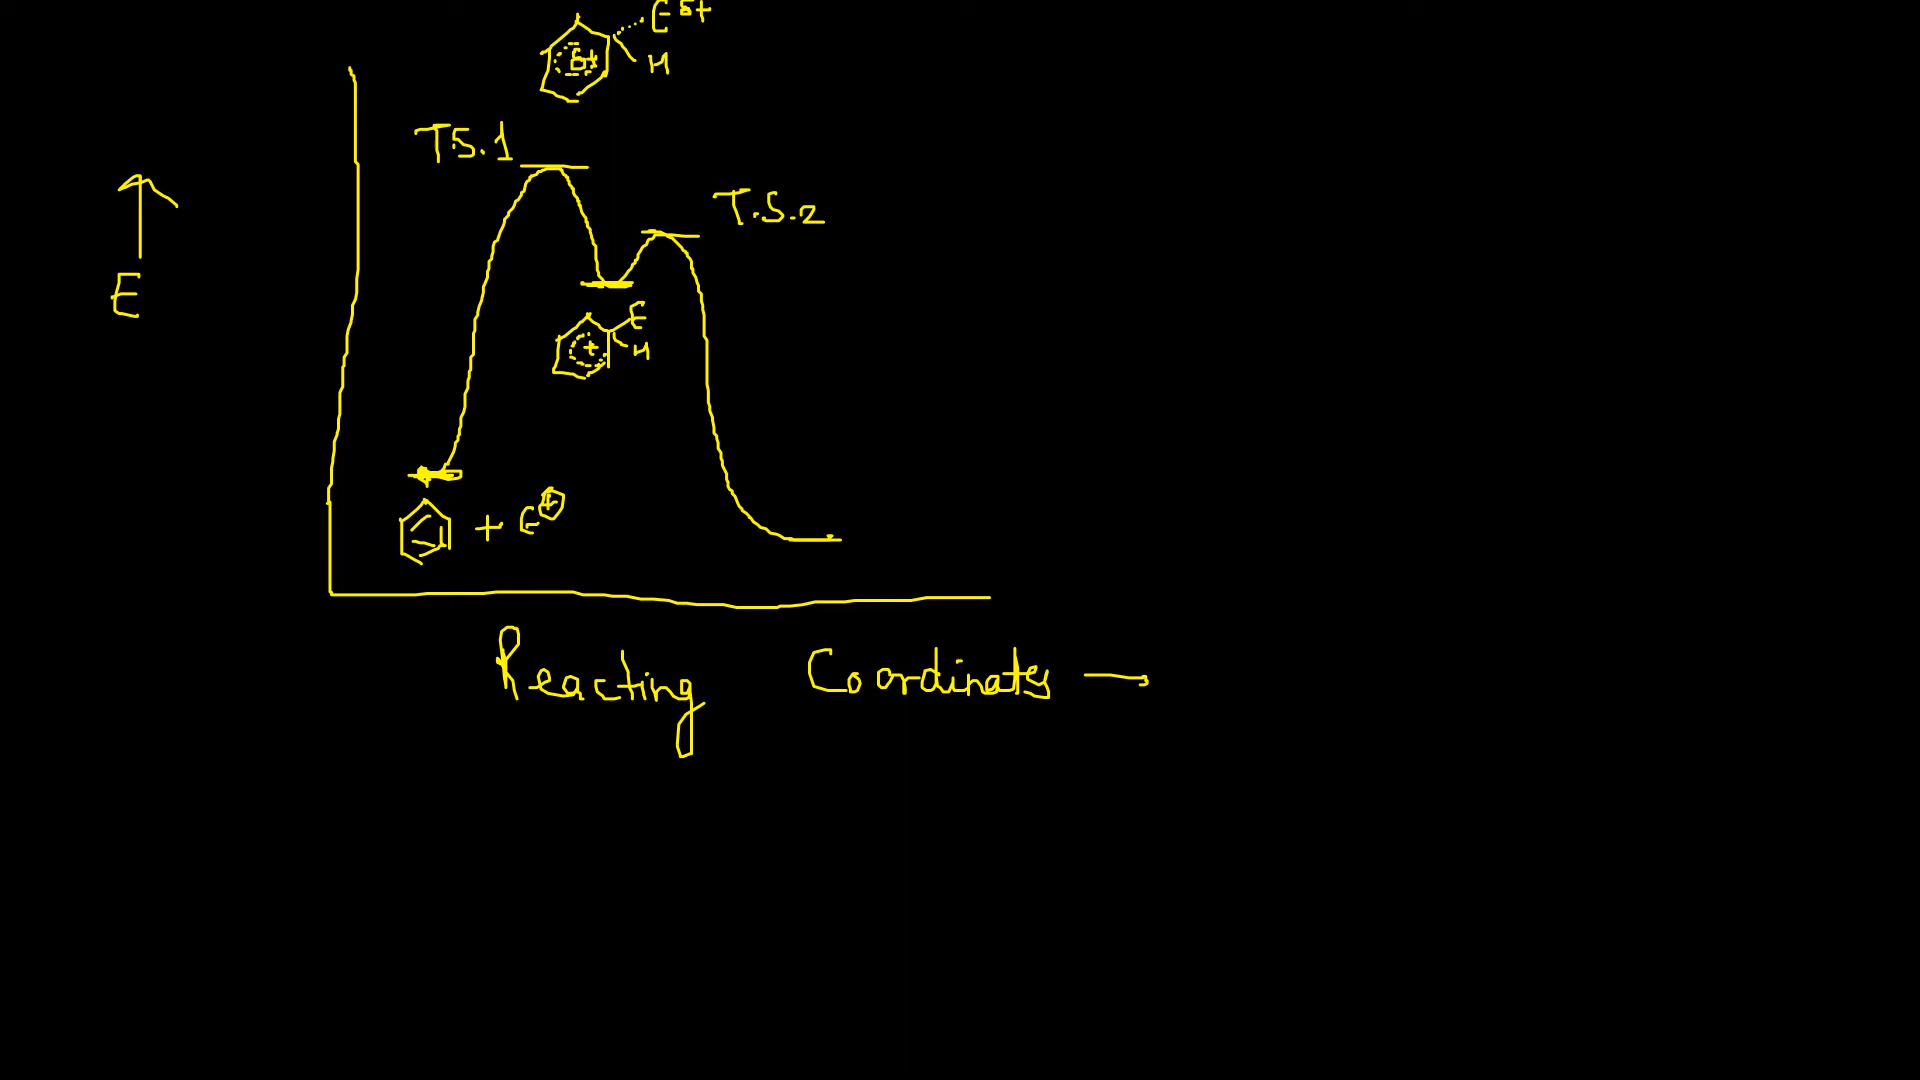 E δ+
δ+
H
T.S.1
T.S.2
E
E
+
H
+ E⊕
Reacting Coordinates →